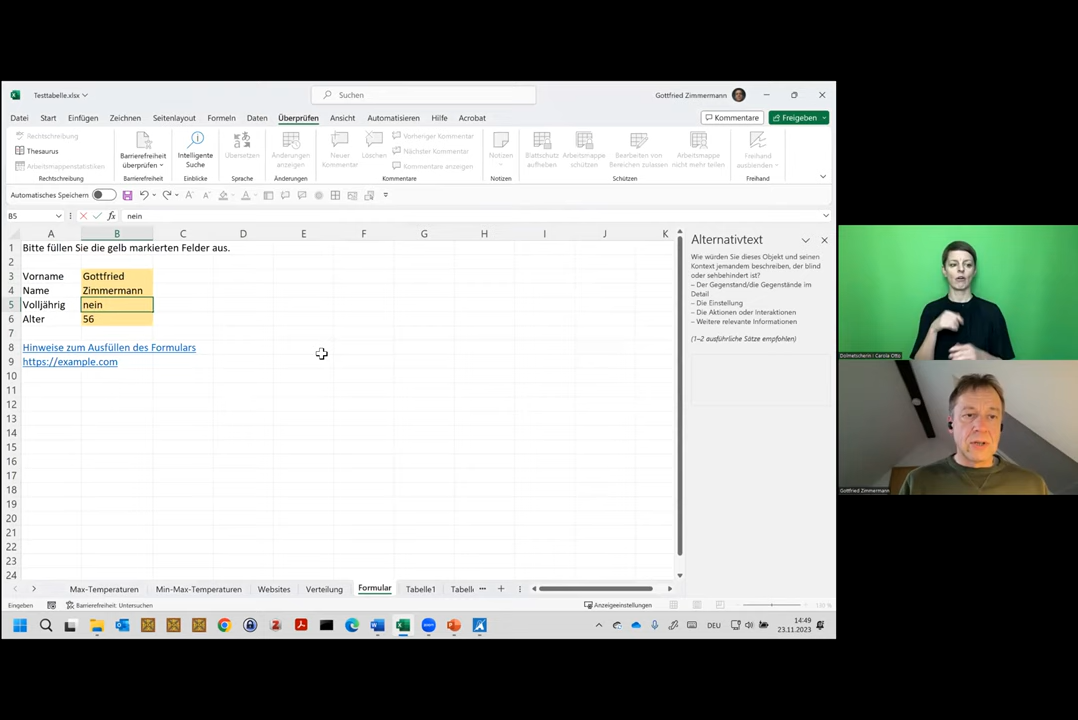 Testtabelle.xlsx
Suchen
Gottfried Zimmermann
Datei Start Einfügen Zeichnen Seitenlayout Formeln Daten Überprüfen Ansicht Automatisieren Hilfe Acrobat
Kommentare Freigeben
Rechtschreibung
Thesaurus
Arbeitsmappenstatistiken
Rechtschreibung
Barrierefreiheit
überprüfen
Barrierefreiheit
Intelligente
Suche
Einblicke
Übersetzen
Sprache
Änderungen
anzeigen
Änderungen
Neuer
Kommentar
Löschen
Vorheriger Kommentar
Nächster Kommentar
Kommentare anzeigen
Kommentare
Notizen
Notizen
Blattschutz
aufheben
Arbeitsmappe
schützen
Bearbeiten von
Bereichen zulassen
Arbeitsmappe
nicht mehr teilen
Schützen
Freihand
ausblenden
Freihand
Automatisches Speichern
B5 fx nein
A B C D E F G H I J K
1 Bitte füllen Sie die gelb markierten Felder aus.
2
3 Vorname Gottfried
4 Name Zimmermann
5 Volljährig nein
6 Alter 56
7
8 Hinweise zum Ausfüllen des Formulars
9 https://example.com
10
11
12
13
14
15
16
17
18
19
20
21
22
23
24
Alternativtext
Wie würden Sie dieses Objekt und seinen
Kontext jemandem beschreiben, der blind
oder sehbehindert ist?
– Der Gegenstand/die Gegenstände im
Detail
– Die Einstellung
– Die Aktionen oder Interaktionen
– Weitere relevante Informationen
(1–2 ausführliche Sätze empfohlen)
Max-Temperaturen Min-Max-Temperaturen Websites Verteilung Formular Tabelle1 Tabell
Eingeben Barrierefreiheit: Untersuchen Anzeigeeinstellungen
DEU
14:49
23.11.2023
Dolmetscherin: Carola Otto
Gottfried Zimmermann